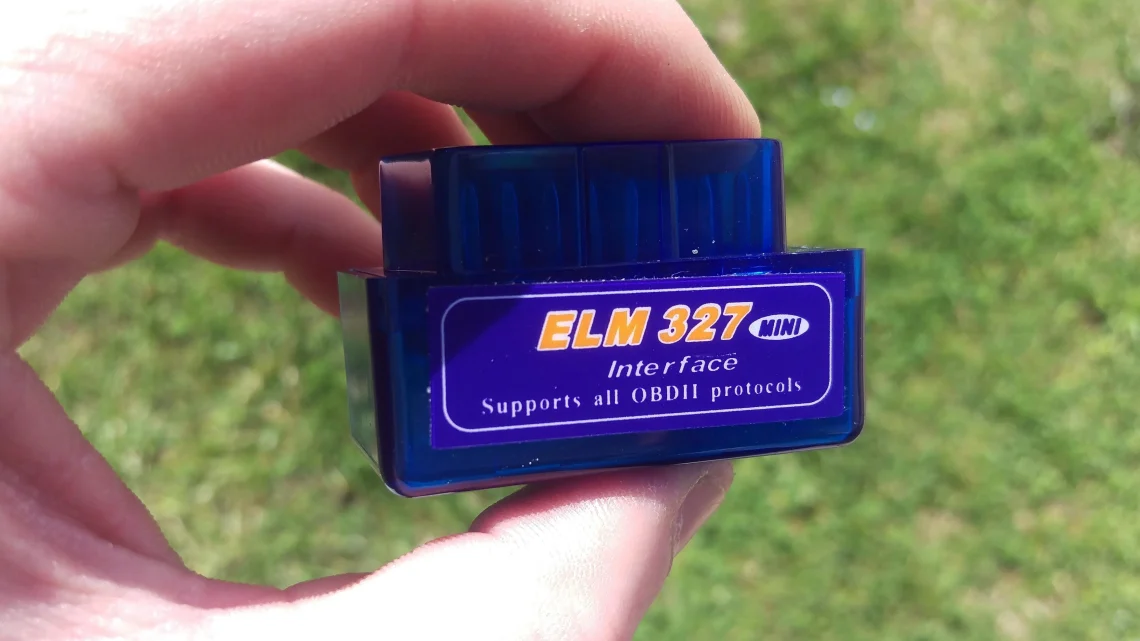 ELM 327 MINI
Interface
Supports all OBDII protocols